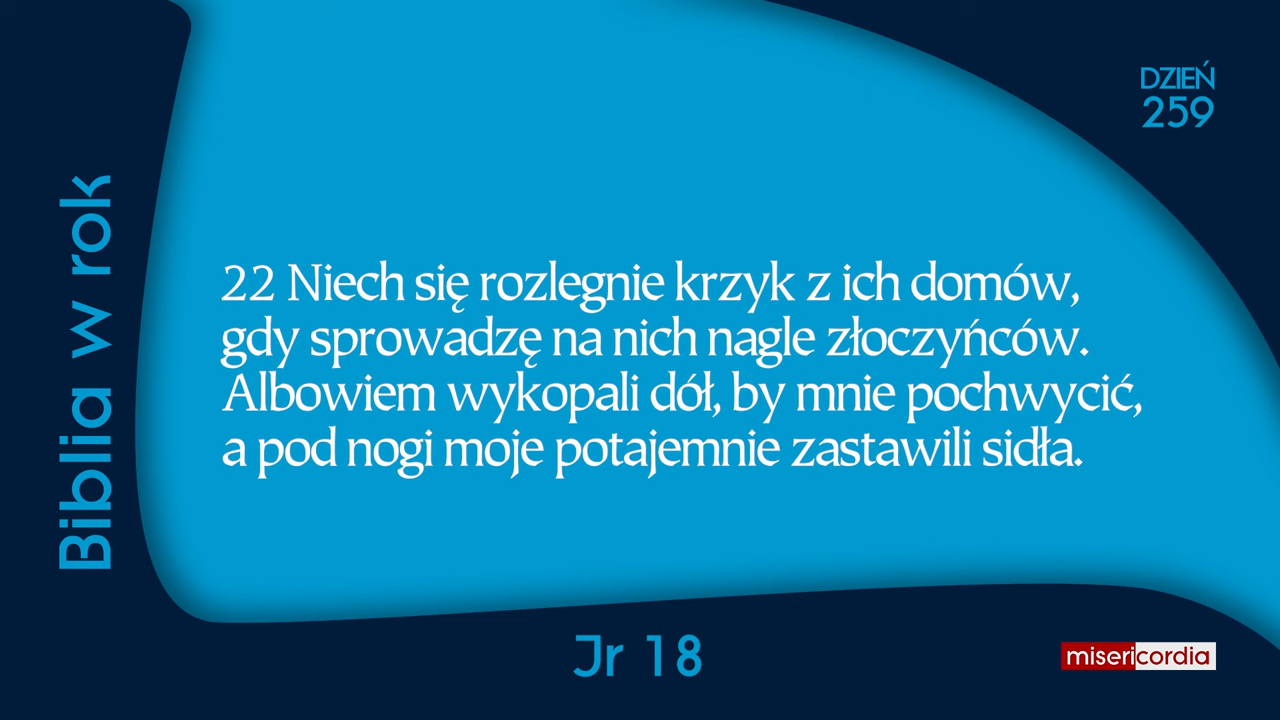 DZIEŃ
259
Biblia w rok
22 Niech się rozlegnie krzyk z ich domów,
gdy sprowadzę na nich nagle złoczyńców.
Albowiem wykopali dół, by mnie pochwycić,
a pod nogi moje potajemnie zastawili sidła.
Jr 18
misericordia